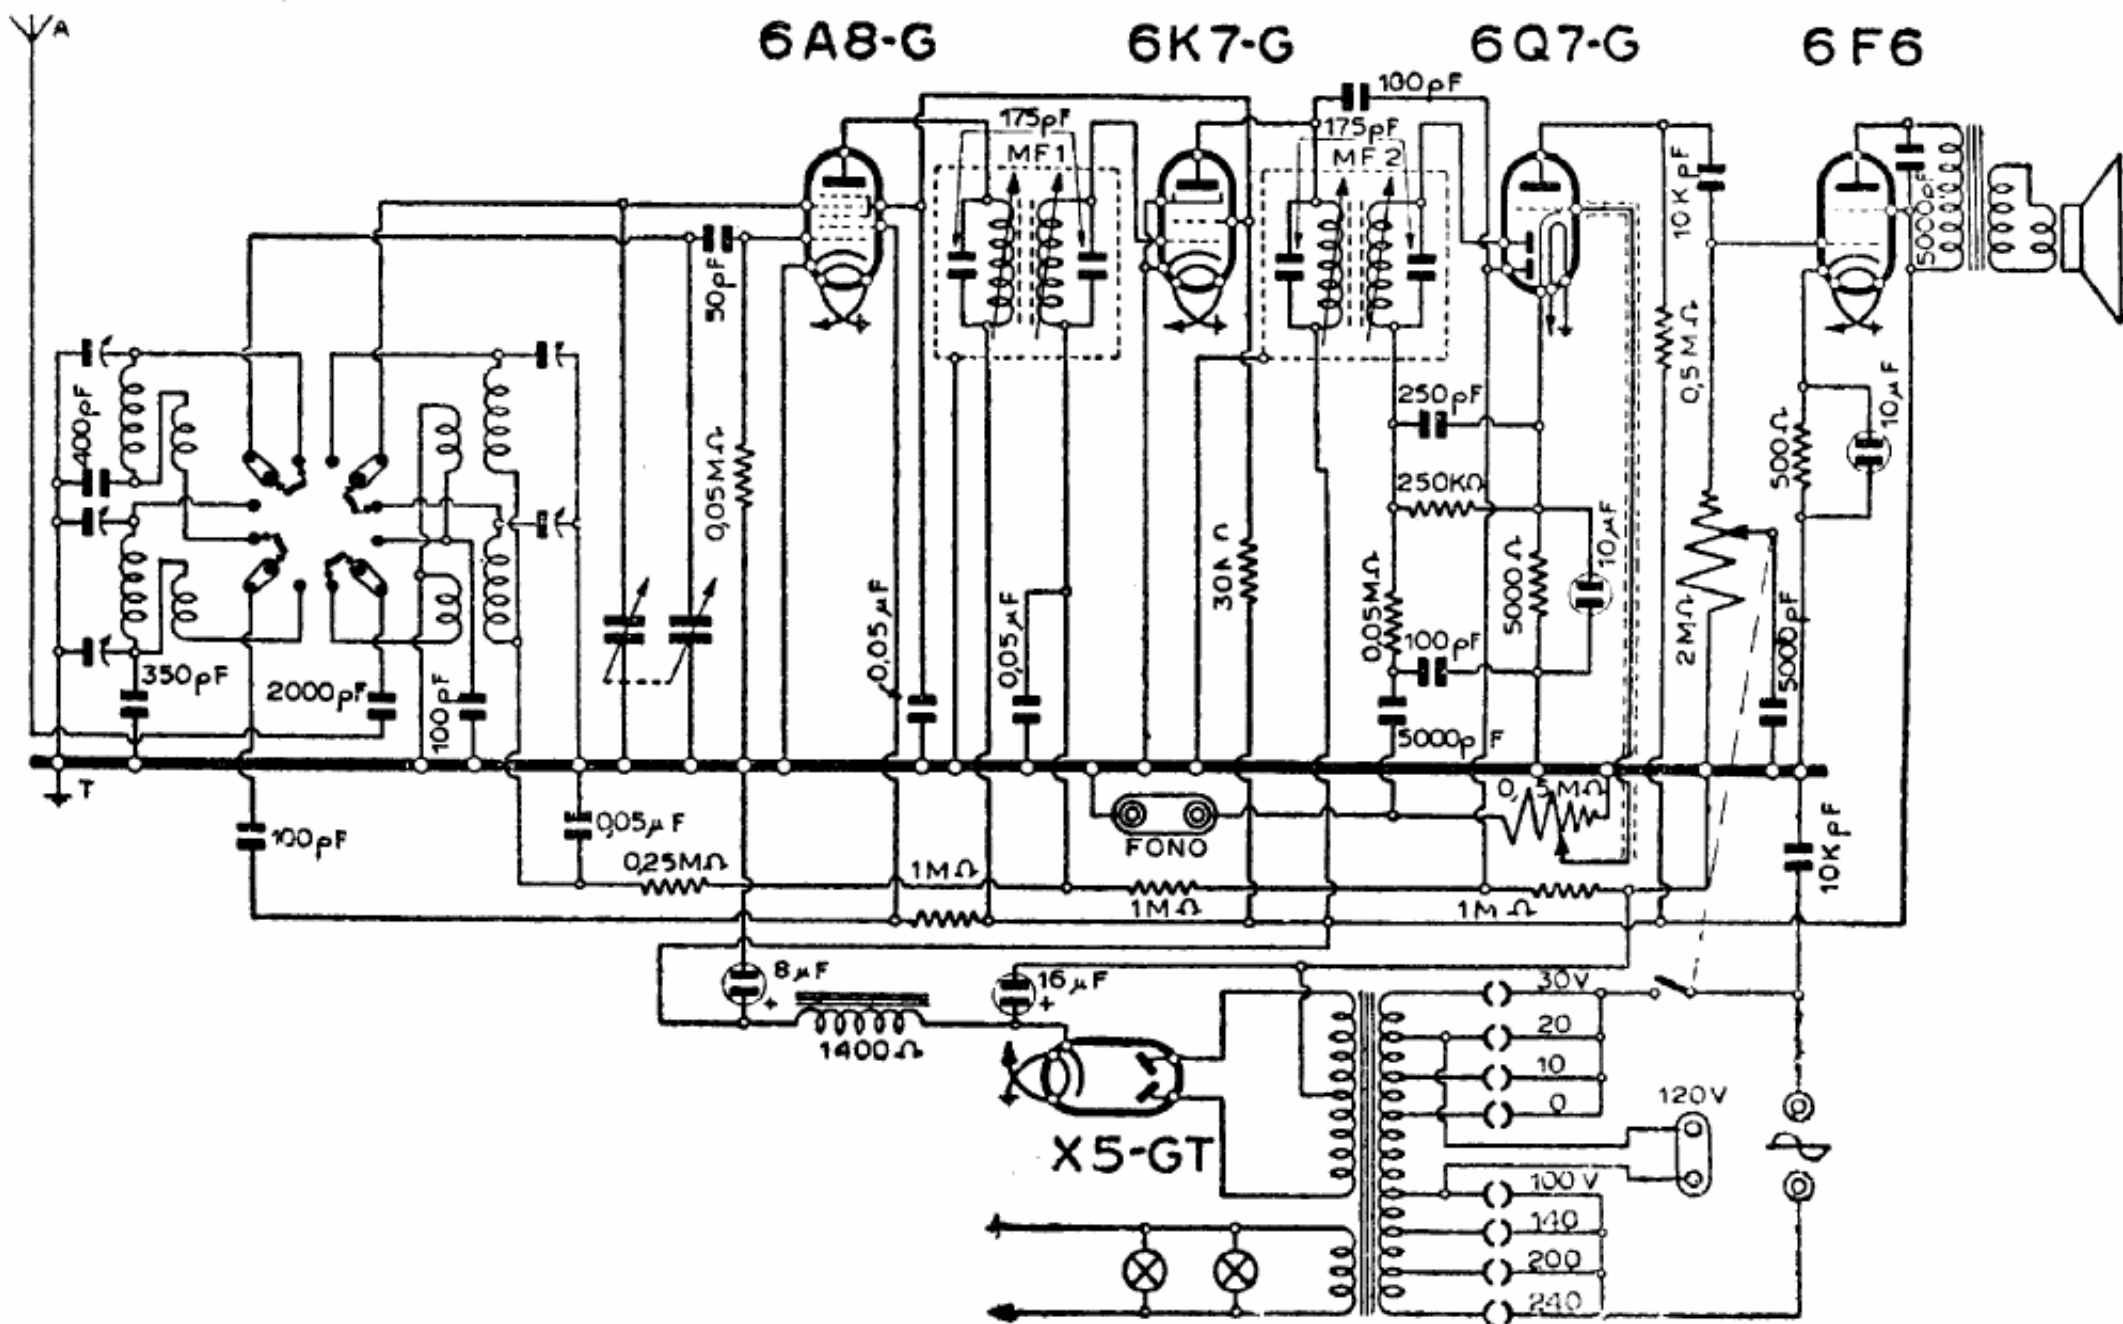 A
6A8-G
6K7-G
6Q7-G
6F6
175pF
MF1
100pF
175pF
MF2
10KpF
5000pF
50pF
400pF
0,05MΩ
250pF
250KΩ
0,5MΩ
500Ω
10µF
10µF
5000Ω
0,05MΩ
100pF
2MΩ
5000pF
0,05µF
0,05µF
350pF
2000pF
100pF
5000pF
T
100pF
0,05µF
FONO
0,5MΩ
10KpF
0,25MΩ
1MΩ
1MΩ
1MΩ
8µF
+
16µF
+
1400Ω
X5-GT
30V
20
10
0
120V
100V
140
200
240